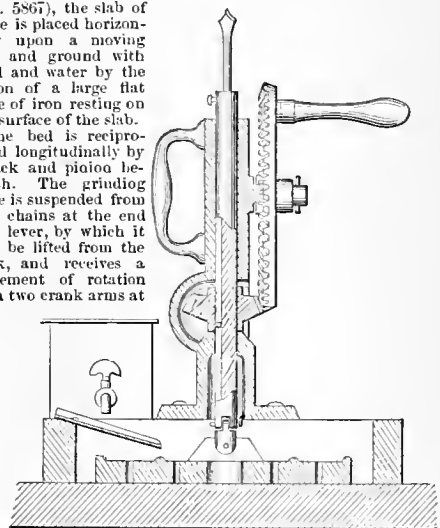 . 5867), the slab of
e is placed horizon-
upon a moving
and ground with
d and water by the
on of a large flat
e of iron resting on
surface of the slab.
he bed is recipro-
d longitudinally by
ck and pinion be-
h. The grinding
e is suspended from
chains at the end
lever, by which it
be lifted from the
k, and receives a
ement of rotation
two crank arms at